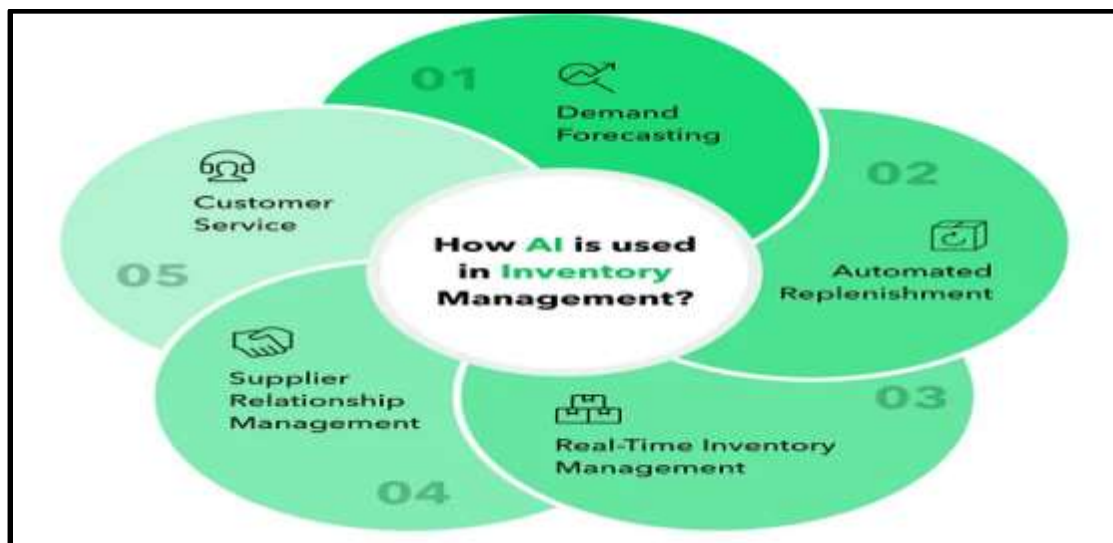 How AI is used
in Inventory
Management?
01
Demand
Forecasting
02
Automated
Replenishment
03
Real-Time Inventory
Management
04
Supplier
Relationship
Management
05
Customer
Service